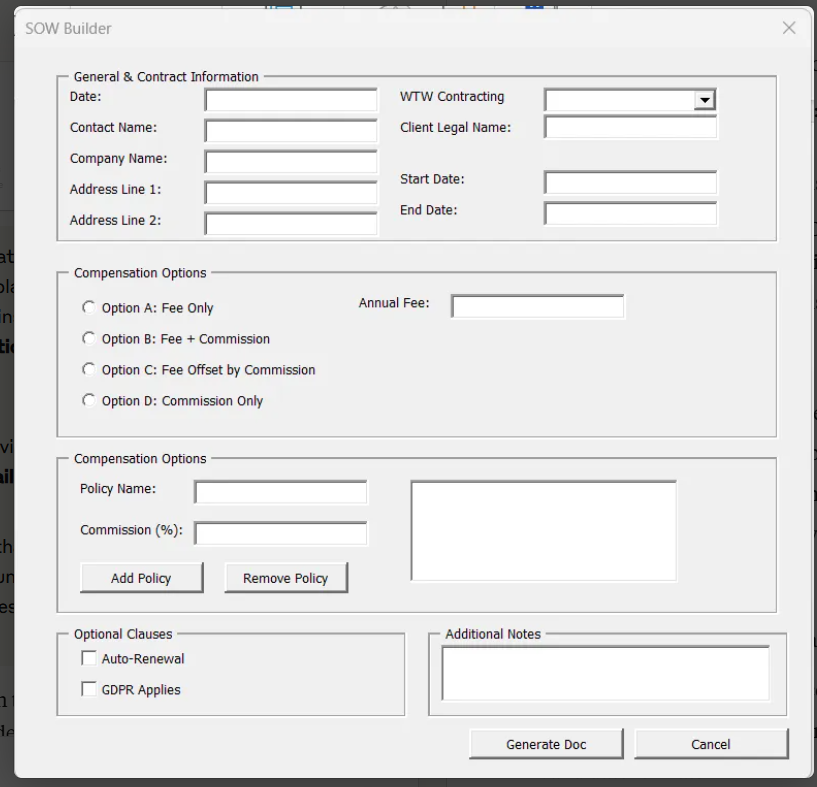 SOW Builder
General & Contract Information
Date:
WTW Contracting
Contact Name:
Client Legal Name:
Company Name:
Address Line 1:
Start Date:
Address Line 2:
End Date:
Compensation Options
Option A: Fee Only
Annual Fee:
Option B: Fee + Commission
Option C: Fee Offset by Commission
Option D: Commission Only
Compensation Options
Policy Name:
Commission (%):
Add Policy
Remove Policy
Optional Clauses
Auto-Renewal
GDPR Applies
Additional Notes
Generate Doc
Cancel